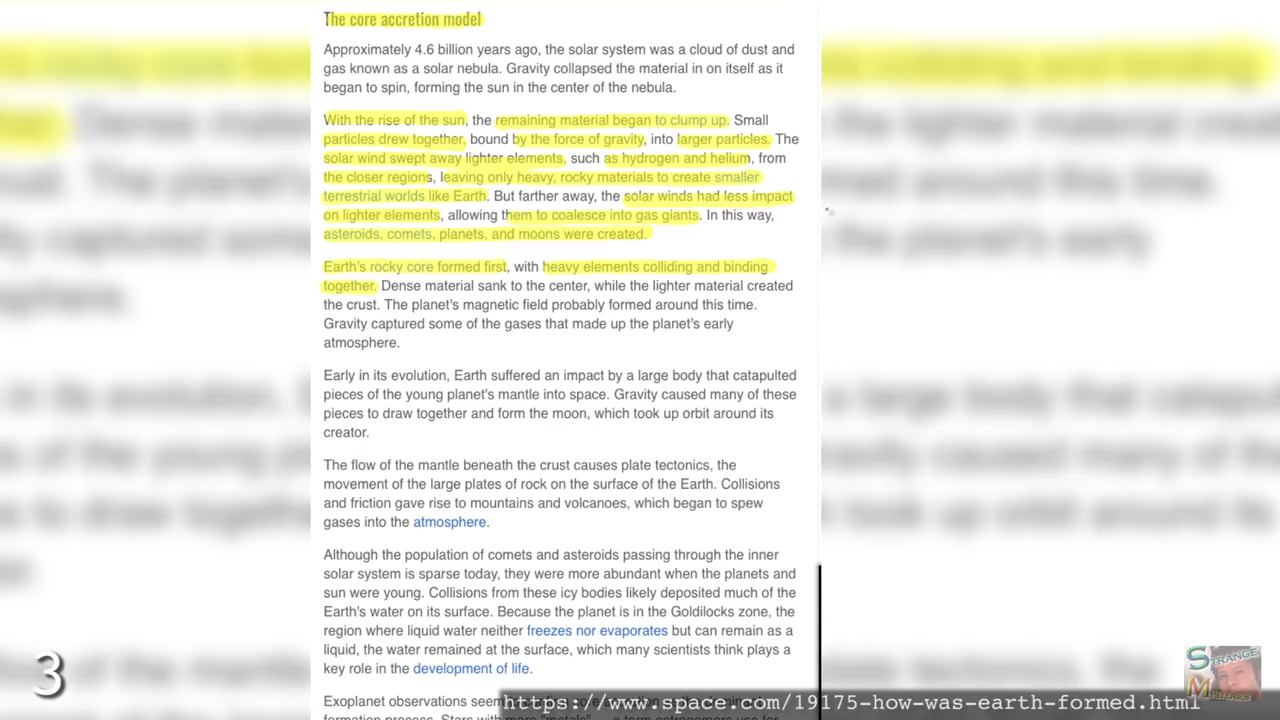 The core accretion model
Approximately 4.6 billion years ago, the solar system was a cloud of dust and
gas known as a solar nebula. Gravity collapsed the material in on itself as it
began to spin, forming the sun in the center of the nebula.
With the rise of the sun, the remaining material began to clump up. Small
particles drew together, bound by the force of gravity, into larger particles. The
solar wind swept away lighter elements, such as hydrogen and helium, from
the closer regions, leaving only heavy, rocky materials to create smaller
terrestrial worlds like Earth. But farther away, the solar winds had less impact
on lighter elements, allowing them to coalesce into gas giants. In this way,
asteroids, comets, planets, and moons were created.
Earth's rocky core formed first, with heavy elements colliding and binding
together. Dense material sank to the center, while the lighter material created
the crust. The planet's magnetic field probably formed around this time.
Gravity captured some of the gases that made up the planet's early
atmosphere.
Early in its evolution, Earth suffered an impact by a large body that catapulted
pieces of the young planet's mantle into space. Gravity caused many of these
pieces to draw together and form the moon, which took up orbit around its
creator.
The flow of the mantle beneath the crust causes plate tectonics, the
movement of the large plates of rock on the surface of the Earth. Collisions
and friction gave rise to mountains and volcanoes, which began to spew
gases into the atmosphere.
Although the population of comets and asteroids passing through the inner
solar system is sparse today, they were more abundant when the planets and
sun were young. Collisions from these icy bodies likely deposited much of the
Earth's water on its surface. Because the planet is in the Goldilocks zone, the
region where liquid water neither freezes nor evaporates but can remain as a
liquid, the water remained at the surface, which many scientists think plays a
key role in the development of life.
Exoplanet observations seem
https://www.space.com/19175-how-was-earth-formed.html
3
STRANGE
MYSTERIES